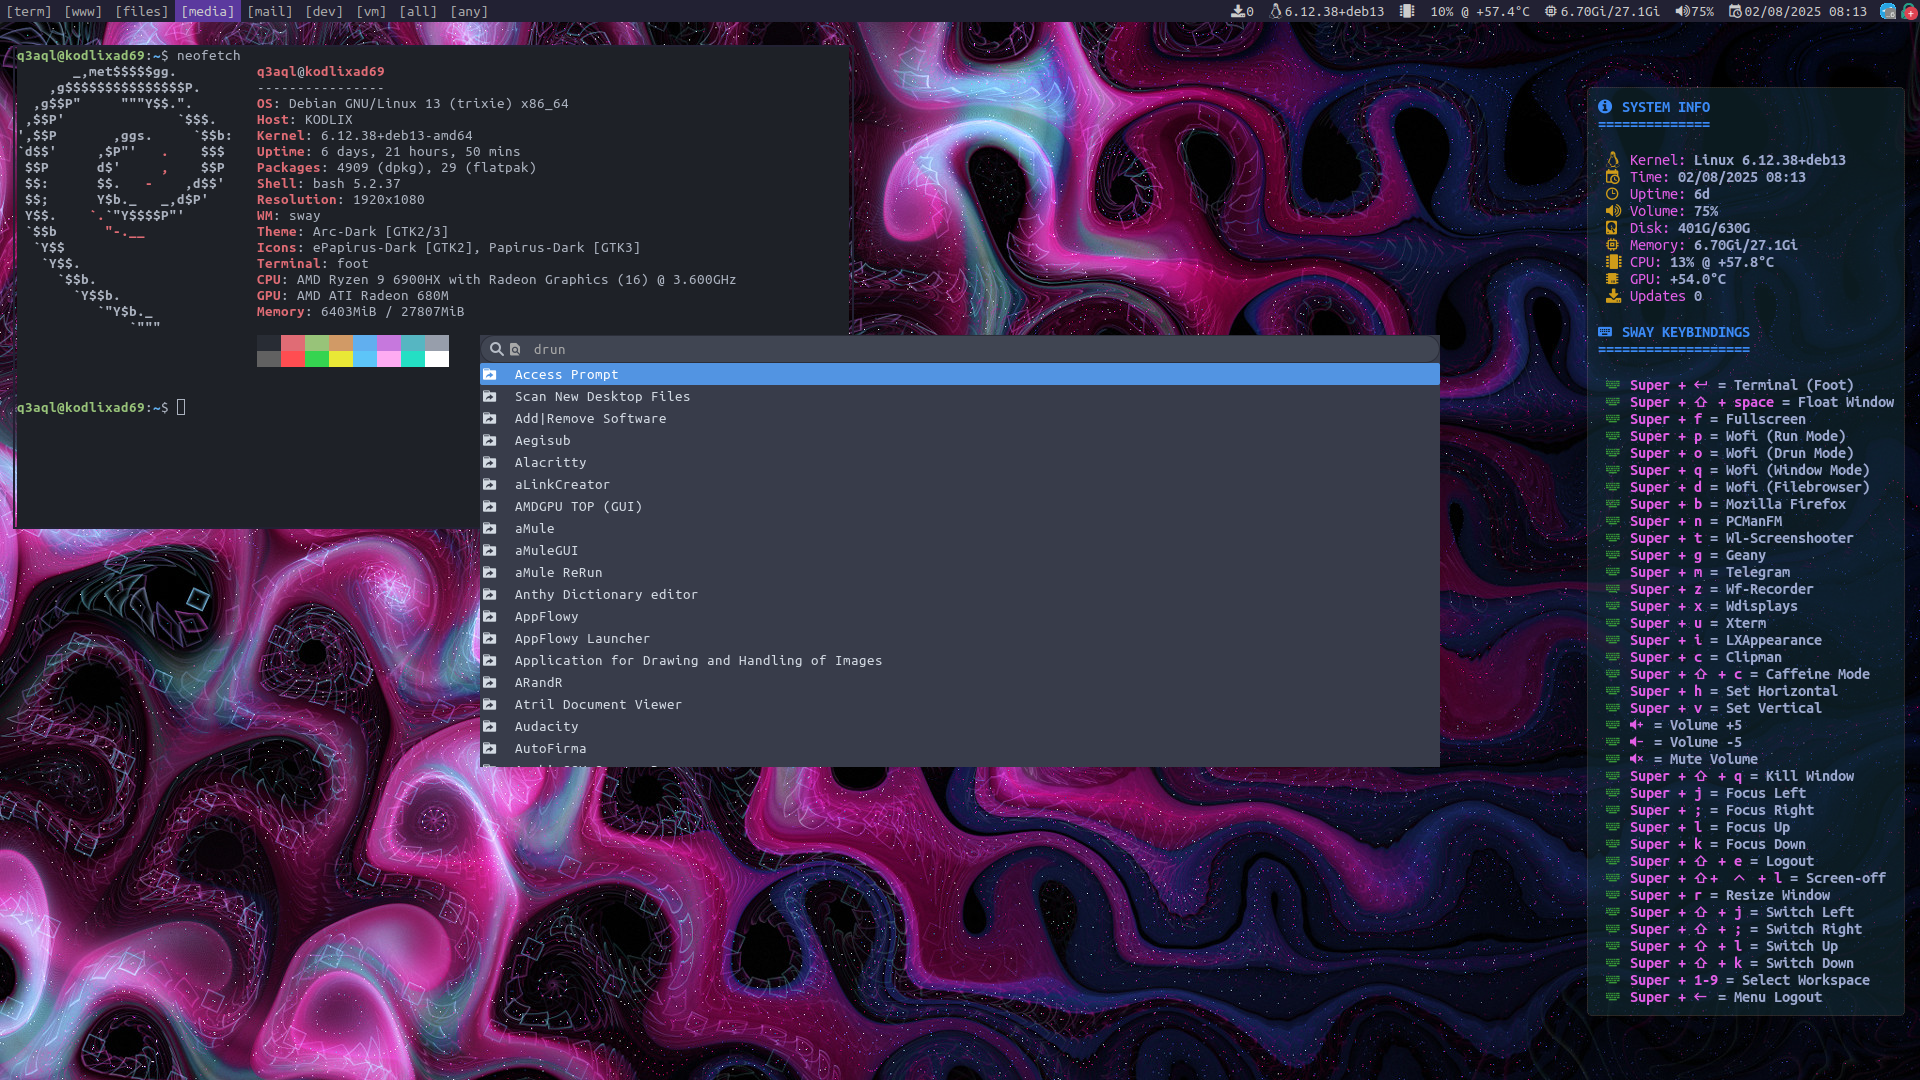 [term] [www] [files] [media] [mail] [dev] [vm] [all] [any]
0 6.12.38+deb13 10% @ +57.4°C 6.70Gi/27.1Gi 75% 02/08/2025 08:13
q3aql@kodlixad69:~$ neofetch
_,met$$$$$gg.
,g$$$$$$$$$$$$$$$P.
,g$$P" """Y$$.".
,$$P' `$$$.
',$$P ,ggs. `$$b:
`d$$' ,$P"' . $$$
$$P d$' , $$P
$$: $$. - ,d$$'
$$; Y$b._ _,d$P'
Y$$. `.`"Y$$$$P"'
`$$b "-.__
`Y$$
`Y$$.
`$$b.
`Y$$b.
`"Y$b._
`"""
q3aql@kodlixad69
----------------
OS: Debian GNU/Linux 13 (trixie) x86_64
Host: KODLIX
Kernel: 6.12.38+deb13-amd64
Uptime: 6 days, 21 hours, 50 mins
Packages: 4909 (dpkg), 29 (flatpak)
Shell: bash 5.2.37
Resolution: 1920x1080
WM: sway
Theme: Arc-Dark [GTK2/3]
Icons: ePapirus-Dark [GTK2], Papirus-Dark [GTK3]
Terminal: foot
CPU: AMD Ryzen 9 6900HX with Radeon Graphics (16) @ 3.600GHz
GPU: AMD ATI Radeon 680M
Memory: 6403MiB / 27807MiB
q3aql@kodlixad69:~$
drun
Access Prompt
Scan New Desktop Files
Add|Remove Software
Aegisub
Alacritty
aLinkCreator
AMDGPU TOP (GUI)
aMule
aMuleGUI
aMule ReRun
Anthy Dictionary editor
AppFlowy
AppFlowy Launcher
Application for Drawing and Handling of Images
ARandR
Atril Document Viewer
Audacity
AutoFirma
SYSTEM INFO
==============
Kernel: Linux 6.12.38+deb13
Time: 02/08/2025 08:13
Uptime: 6d
Volume: 75%
Disk: 401G/630G
Memory: 6.70Gi/27.1Gi
CPU: 13% @ +57.8°C
GPU: +54.0°C
Updates 0
SWAY KEYBINDINGS
===================
Super + ↵ = Terminal (Foot)
Super + ⇧ + space = Float Window
Super + f = Fullscreen
Super + p = Wofi (Run Mode)
Super + o = Wofi (Drun Mode)
Super + q = Wofi (Window Mode)
Super + d = Wofi (Filebrowser)
Super + b = Mozilla Firefox
Super + n = PCManFM
Super + t = Wl-Screenshooter
Super + g = Geany
Super + m = Telegram
Super + z = Wf-Recorder
Super + x = Wdisplays
Super + u = Xterm
Super + i = LXAppearance
Super + c = Clipman
Super + ⇧ + c = Caffeine Mode
Super + h = Set Horizontal
Super + v = Set Vertical
= Volume +5
= Volume -5
= Mute Volume
Super + ⇧ + q = Kill Window
Super + j = Focus Left
Super + ; = Focus Right
Super + l = Focus Up
Super + k = Focus Down
Super + ⇧ + e = Logout
Super + ⇧+ ^ + l = Screen-off
Super + r = Resize Window
Super + ⇧ + j = Switch Left
Super + ⇧ + ; = Switch Right
Super + ⇧ + l = Switch Up
Super + ⇧ + k = Switch Down
Super + 1-9 = Select Workspace
Super + ← = Menu Logout